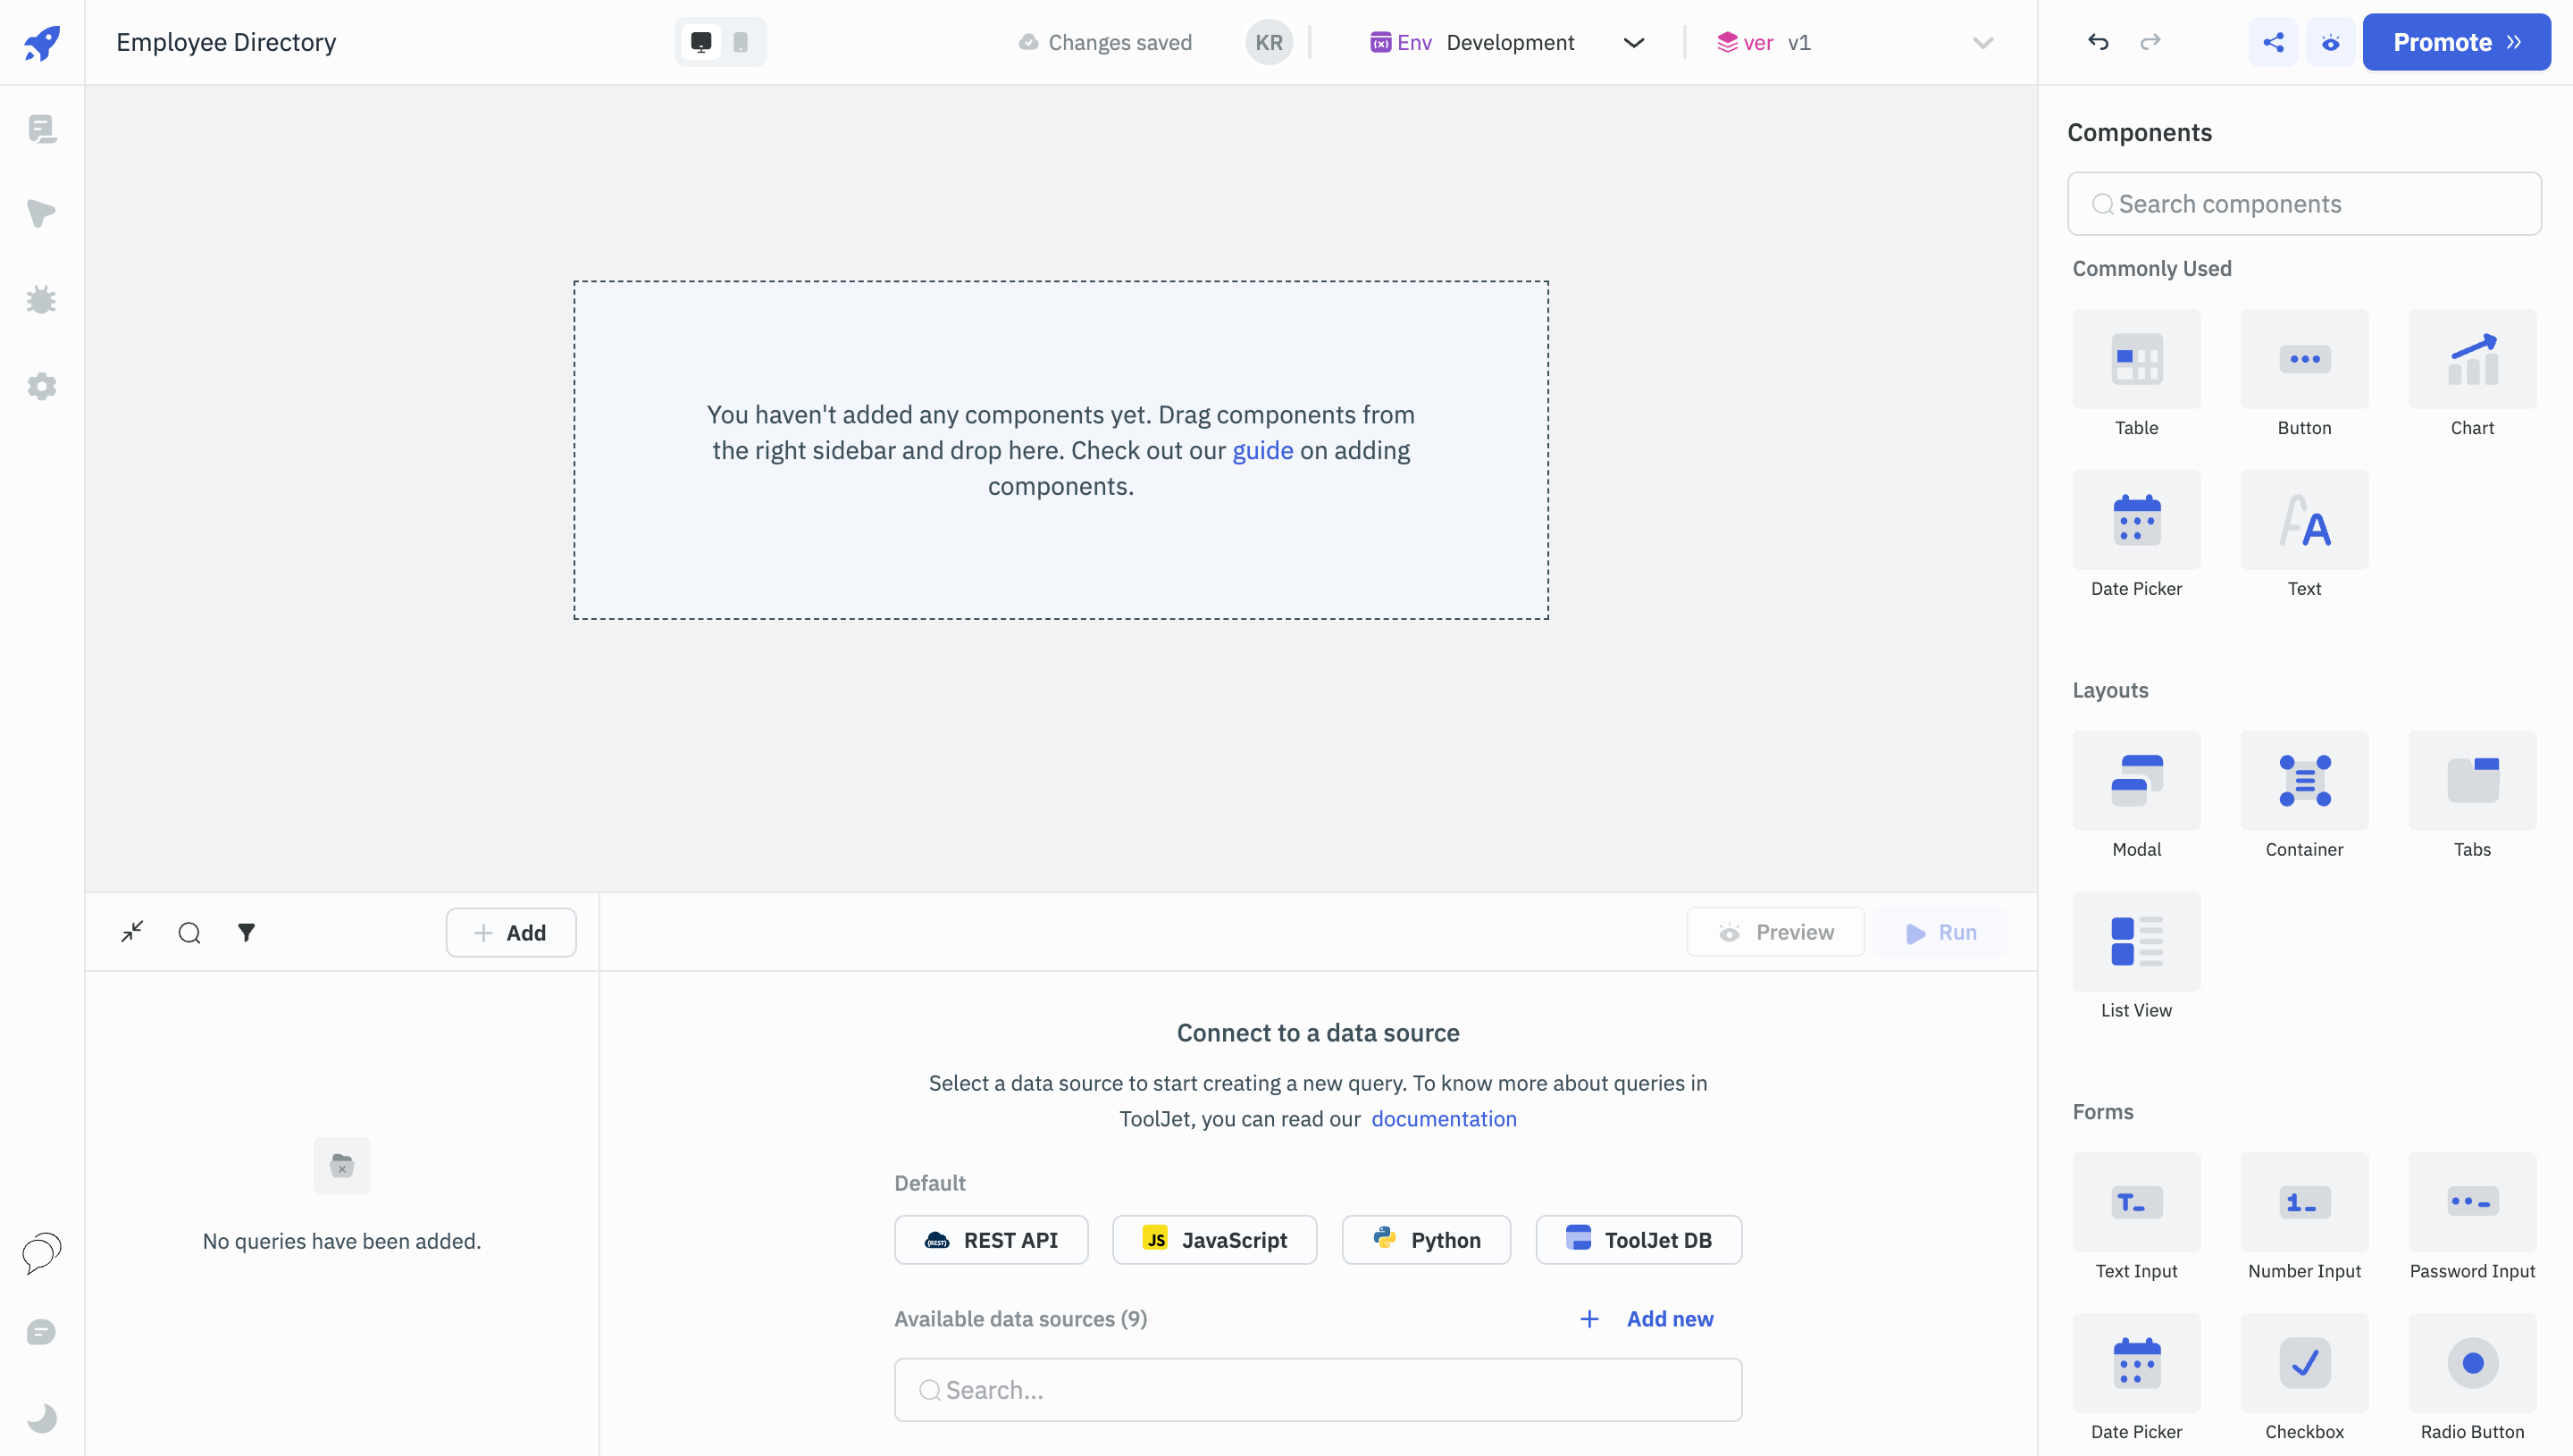 Employee Directory
Changes saved
KR
Env Development
ver v1
Promote
Components
Search components
Commonly Used
Table
Button
Chart
Date Picker
Text
Layouts
Modal
Container
Tabs
List View
Forms
Text Input
Number Input
Password Input
Date Picker
Checkbox
Radio Button
You haven't added any components yet. Drag components from
the right sidebar and drop here. Check out our guide on adding
components.
Add
Preview
Run
No queries have been added.
Connect to a data source
Select a data source to start creating a new query. To know more about queries in
ToolJet, you can read our documentation
Default
REST API
JS JavaScript
Python
ToolJet DB
Available data sources (9)
+ Add new
Search...